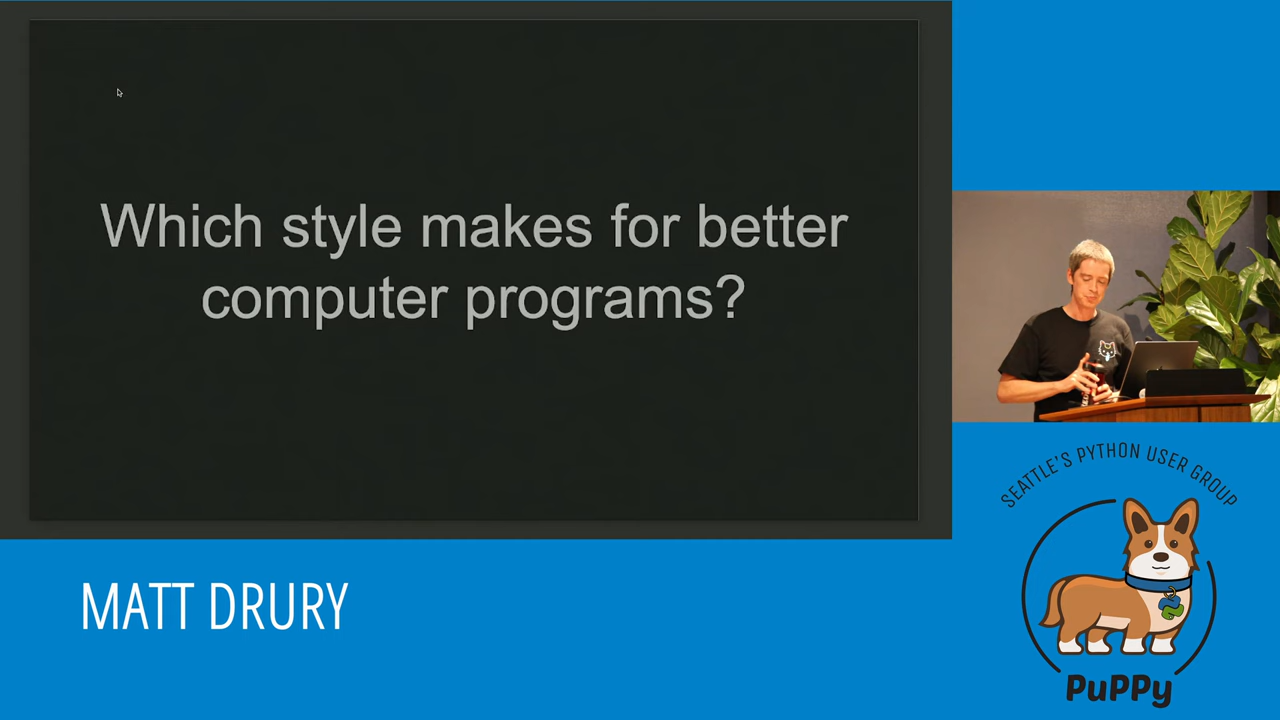 Which style makes for better
computer programs?
MATT DRURY
SEATTLE'S PYTHON USER GROUP
PuPPy